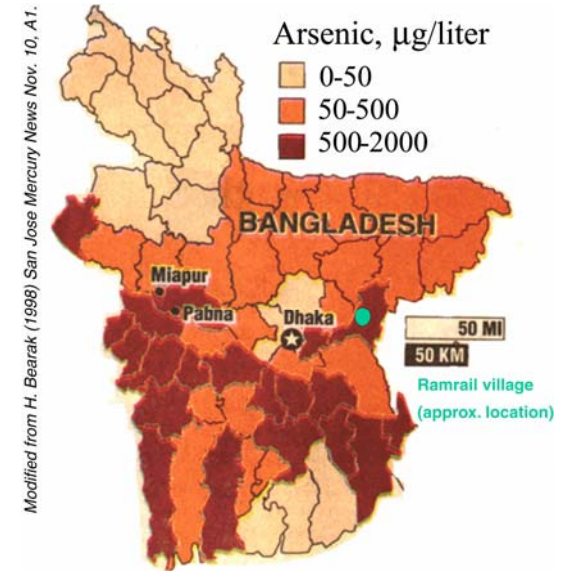 Modified from H. Bearak (1998) San Jose Mercury News Nov. 10, A1.
Arsenic, µg/liter
0-50
50-500
500-2000
BANGLADESH
Miapur
Pabna
Dhaka
50 MI
50 KM
Ramrail village
(approx. location)